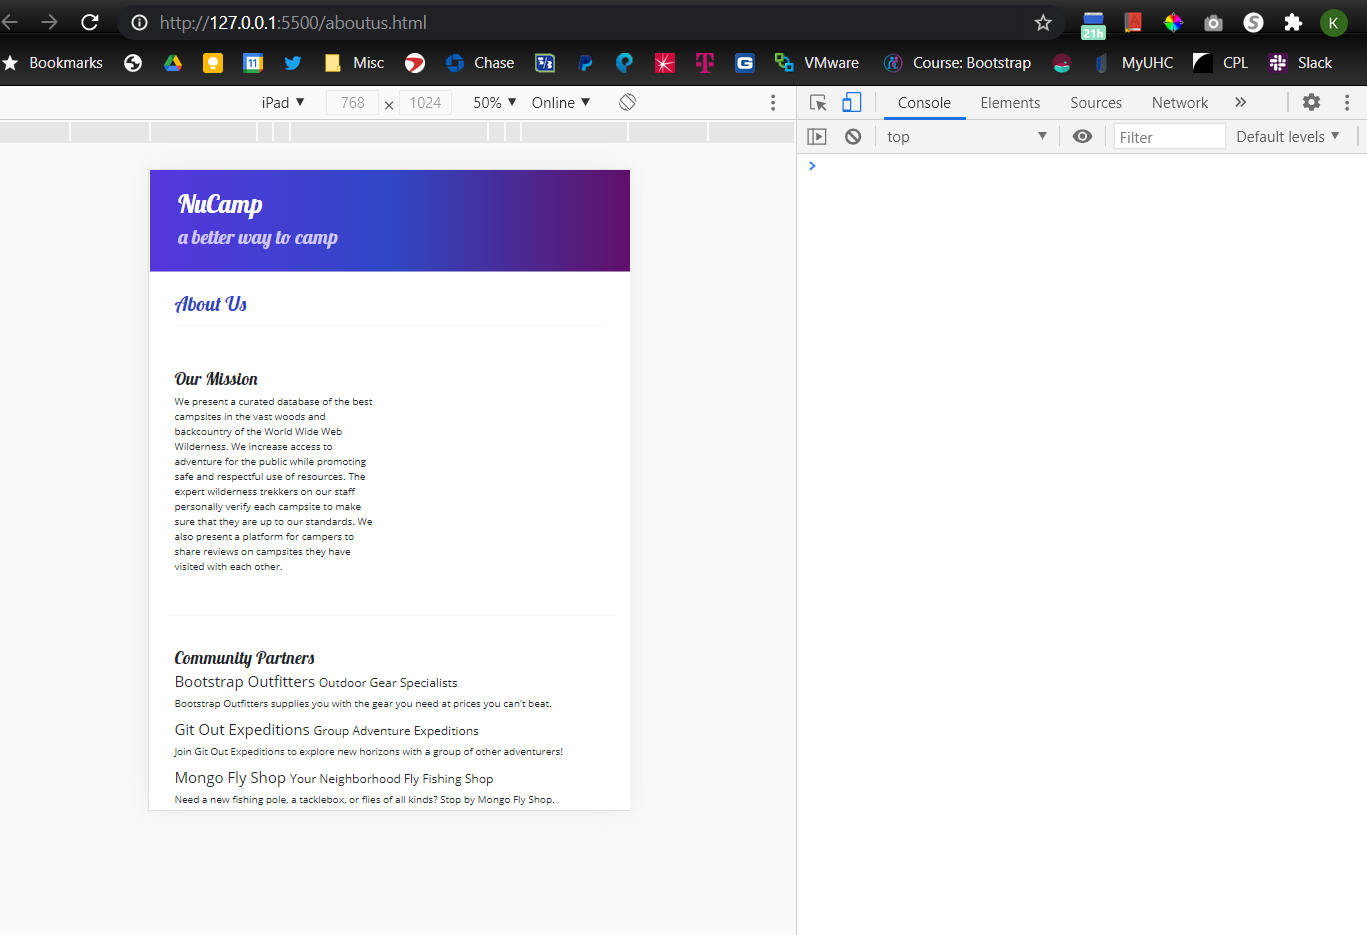 http://127.0.0.1:5500/aboutus.html
21h
K
Bookmarks
11
Misc
Chase
5/3
VMware
Course: Bootstrap
MyUHC
CPL
Slack
iPad ▼ 768 × 1024 50% ▼ Online ▼
Console Elements Sources Network »
top ▼ Filter Default levels ▼
>
NuCamp
a better way to camp
About Us
Our Mission
We present a curated database of the best
campsites in the vast woods and
backcountry of the World Wide Web
Wilderness. We increase access to
adventure for the public while promoting
safe and respectful use of resources. The
expert wilderness trekkers on our staff
personally verify each campsite to make
sure that they are up to our standards. We
also present a platform for campers to
share reviews on campsites they have
visited with each other.
Community Partners
Bootstrap Outfitters Outdoor Gear Specialists
Bootstrap Outfitters supplies you with the gear you need at prices you can't beat.
Git Out Expeditions Group Adventure Expeditions
Join Git Out Expeditions to explore new horizons with a group of other adventurers!
Mongo Fly Shop Your Neighborhood Fly Fishing Shop
Need a new fishing pole, a tacklebox, or flies of all kinds? Stop by Mongo Fly Shop.